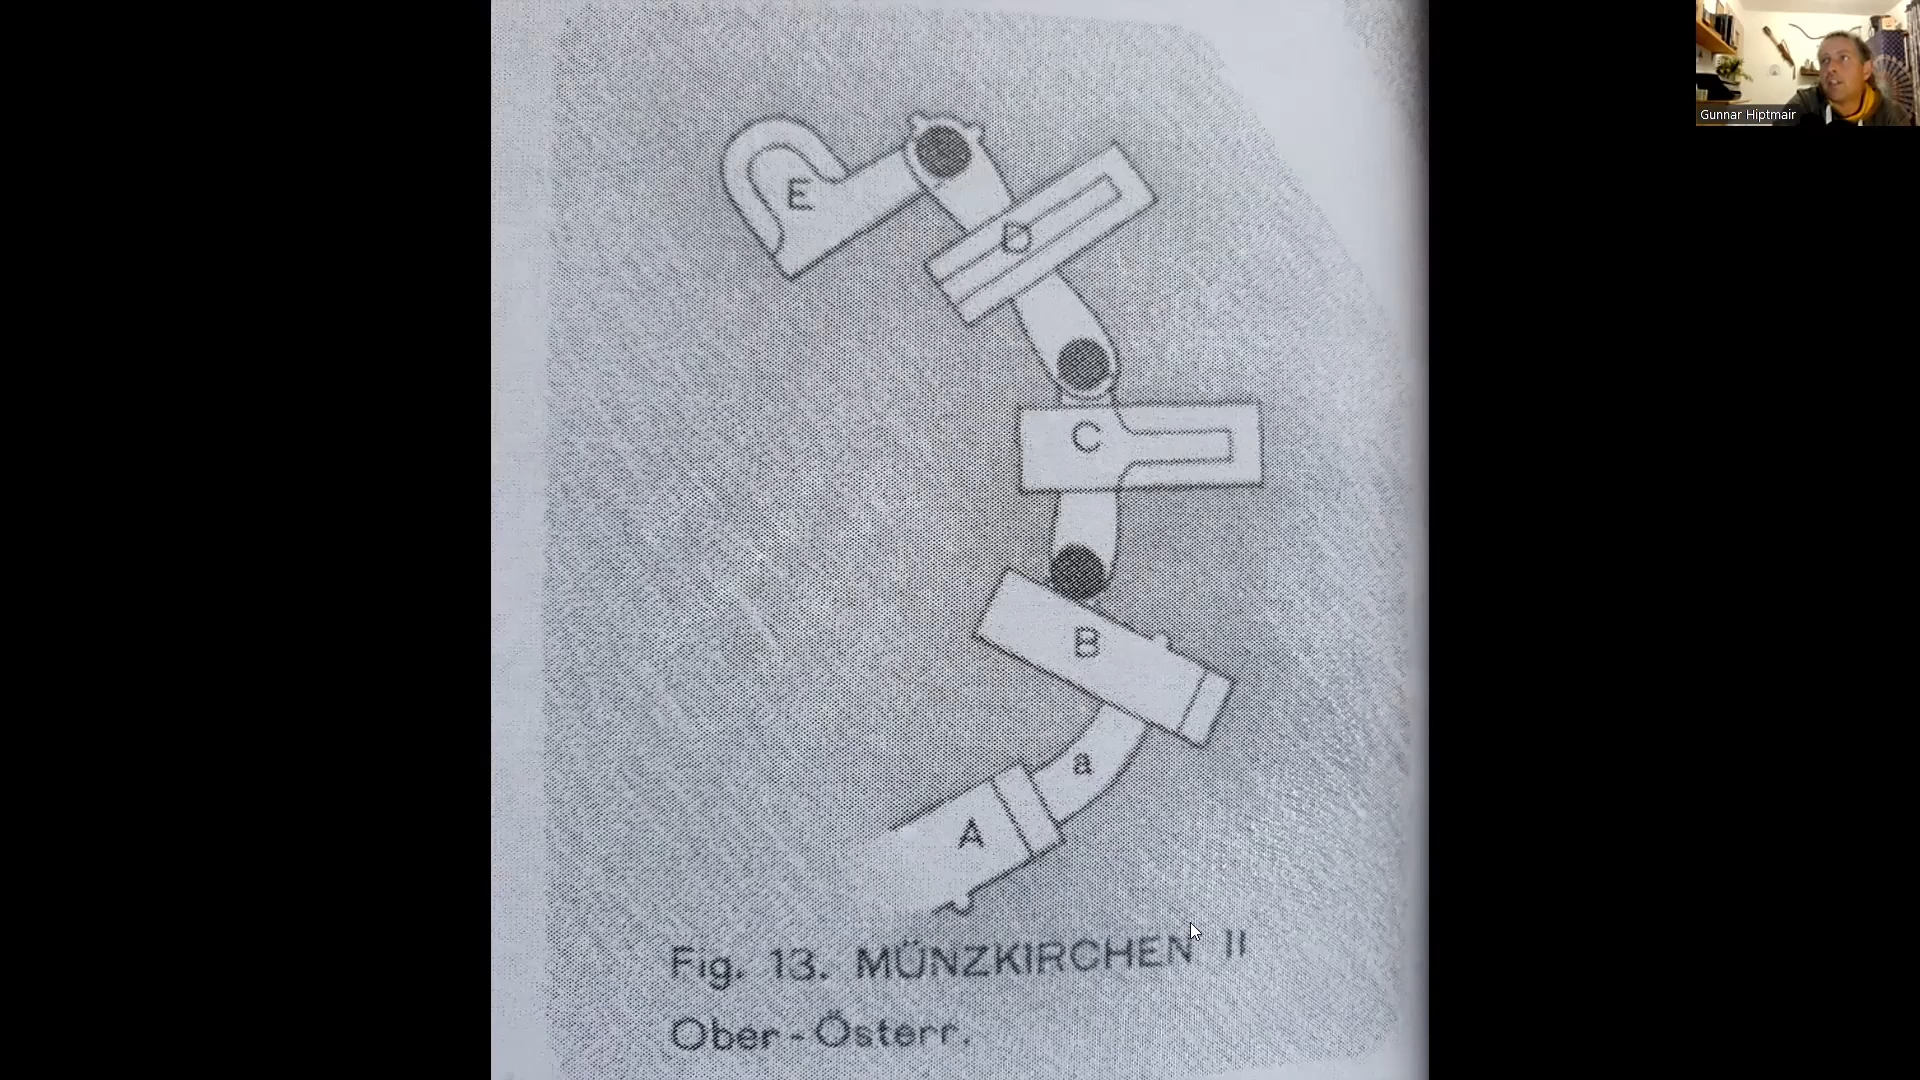 Gunnar Hiptmair
E
D
C
B
a
A
Fig. 13. MÜNZKIRCHEN II
Ober-Österr.